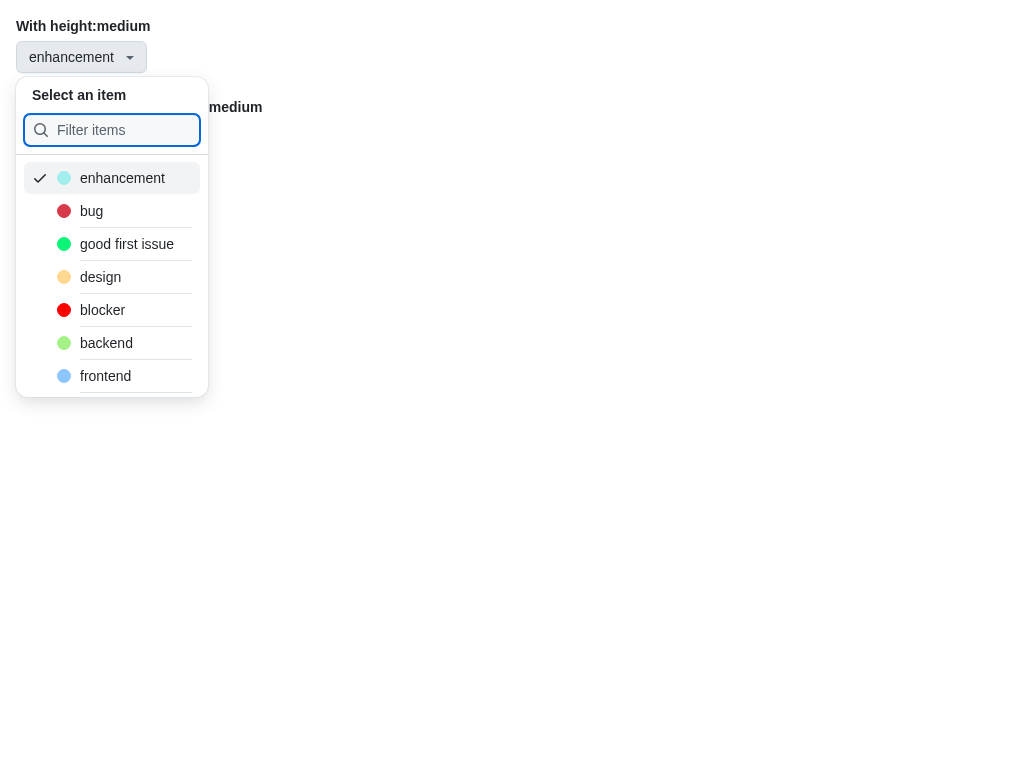 With height:medium
enhancement
Select an item
medium
Filter items
enhancement
bug
good first issue
design
blocker
backend
frontend